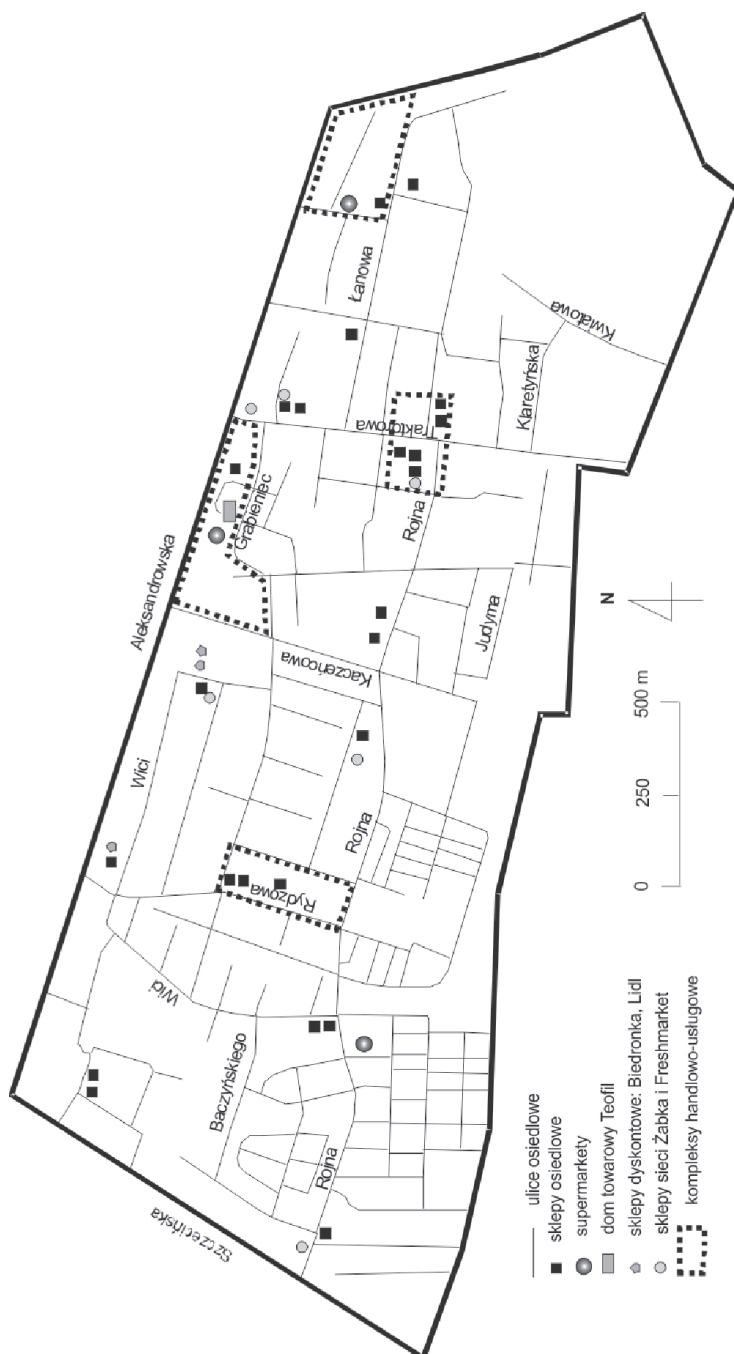 Aleksandrowska
Szczecińska
Wici
Wici
Baczyńskiego
Rojna
Rydzowa
Rojna
Kaczeńcowa
Grabieniec
Traktorowa
Rojna
Łanowa
Judyma
Klaretyńska
Kwiatowa
N
0 250 500 m
ulice osiedlowe
sklepy osiedlowe
supermarkety
dom towarowy Teofil
sklepy dyskontowe: Biedronka, Lidl
sklepy sieci Żabka i Freshmarket
kompleksy handlowo-usługowe